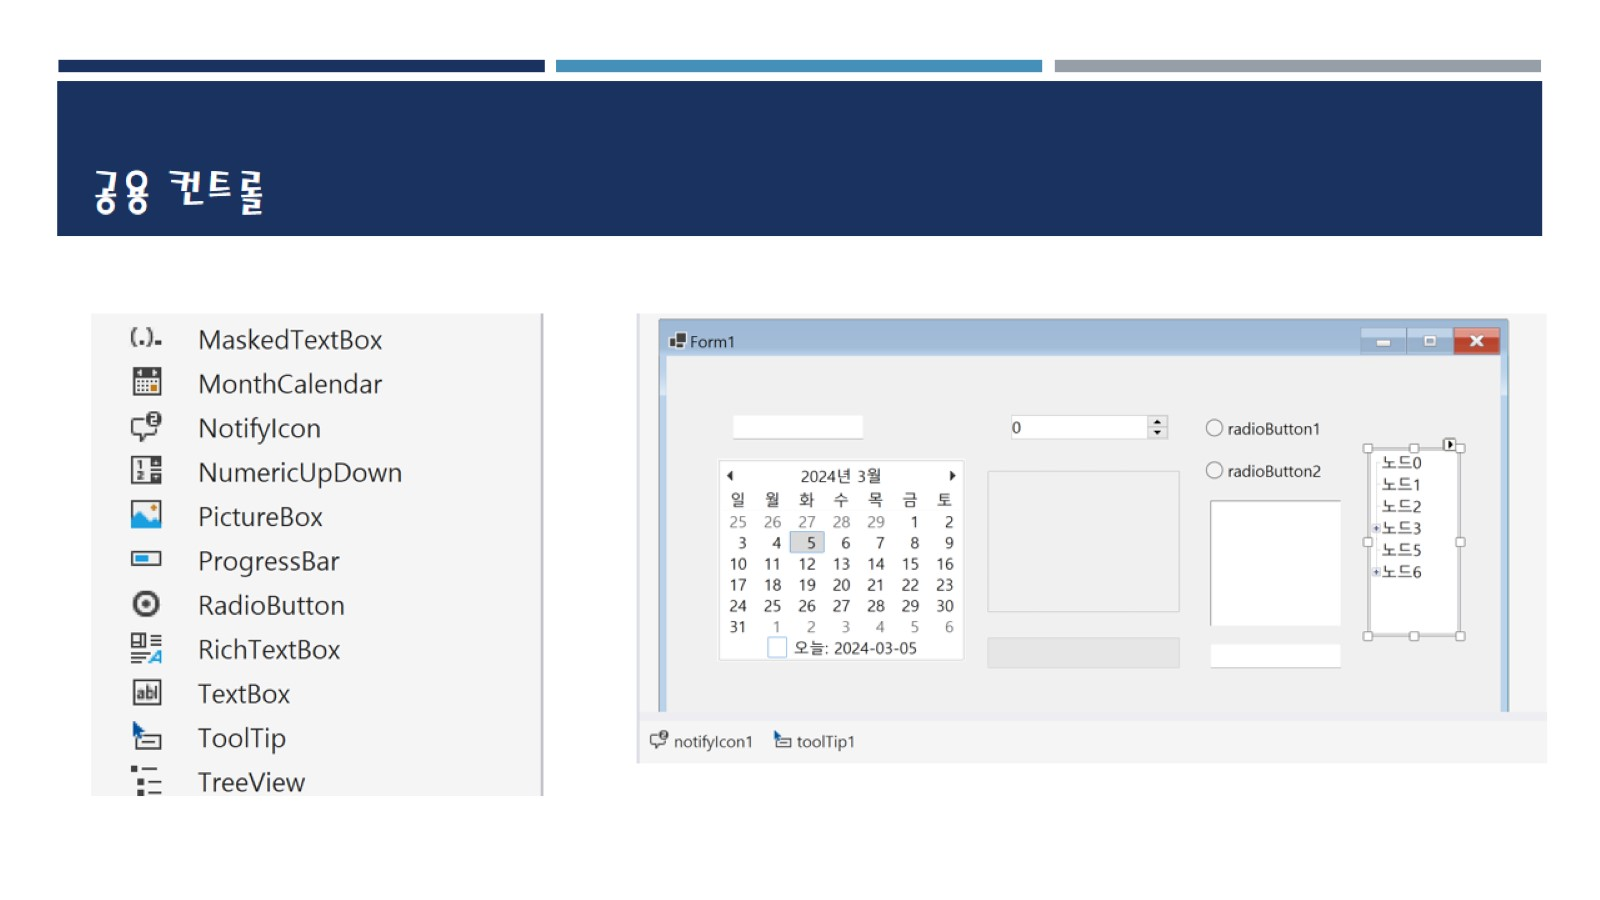 공용 컨트롤
MaskedTextBox
MonthCalendar
NotifyIcon
NumericUpDown
PictureBox
ProgressBar
RadioButton
RichTextBox
TextBox
ToolTip
TreeView
Form1
0
radioButton1
radioButton2
2024년 3월
일 월 화 수 목 금 토
25 26 27 28 29 1 2
3 4 5 6 7 8 9
10 11 12 13 14 15 16
17 18 19 20 21 22 23
24 25 26 27 28 29 30
31 1 2 3 4 5 6
오늘: 2024-03-05
노드0
노드1
노드2
노드3
노드5
노드6
notifyIcon1
toolTip1